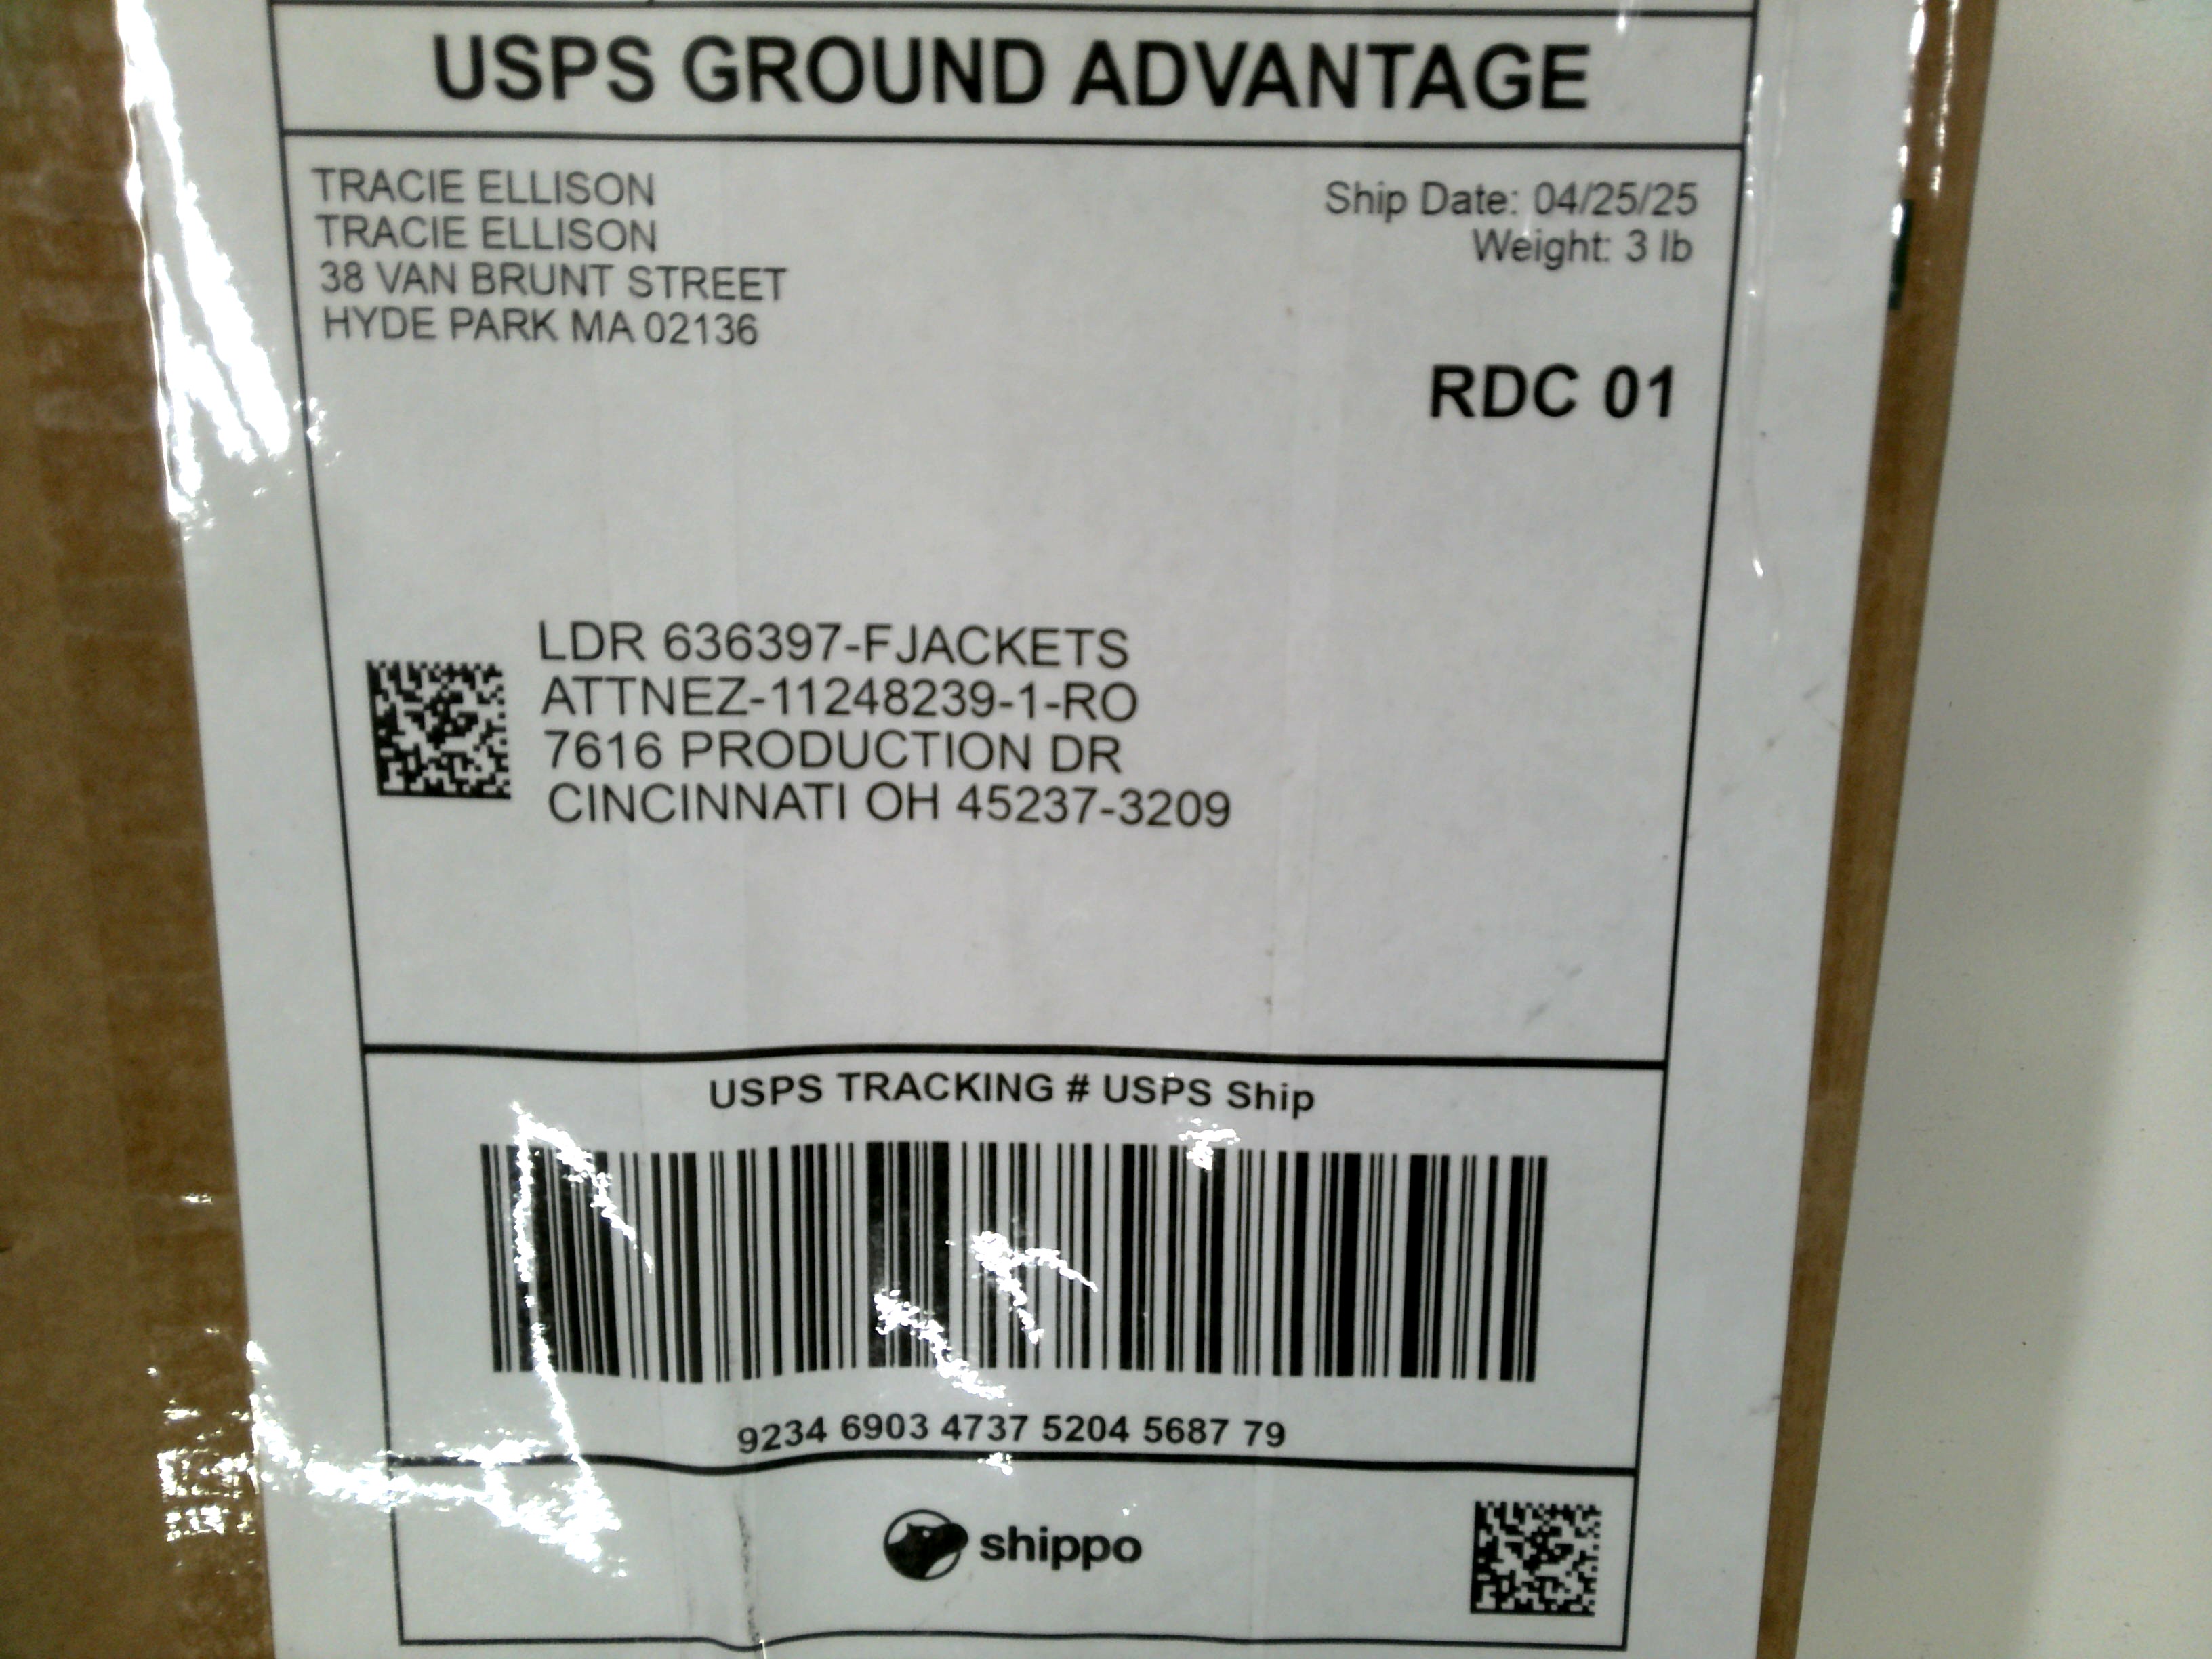 USPS GROUND ADVANTAGE
TRACIE ELLISON
TRACIE ELLISON
38 VAN BRUNT STREET
HYDE PARK MA 02136
Ship Date: 04/25/25
Weight: 3 lb
RDC 01
LDR 636397-FJACKETS
ATTNEZ-11248239-1-RO
7616 PRODUCTION DR
CINCINNATI OH 45237-3209
USPS TRACKING # USPS Ship
9234 6903 4737 5204 5687 79
shippo